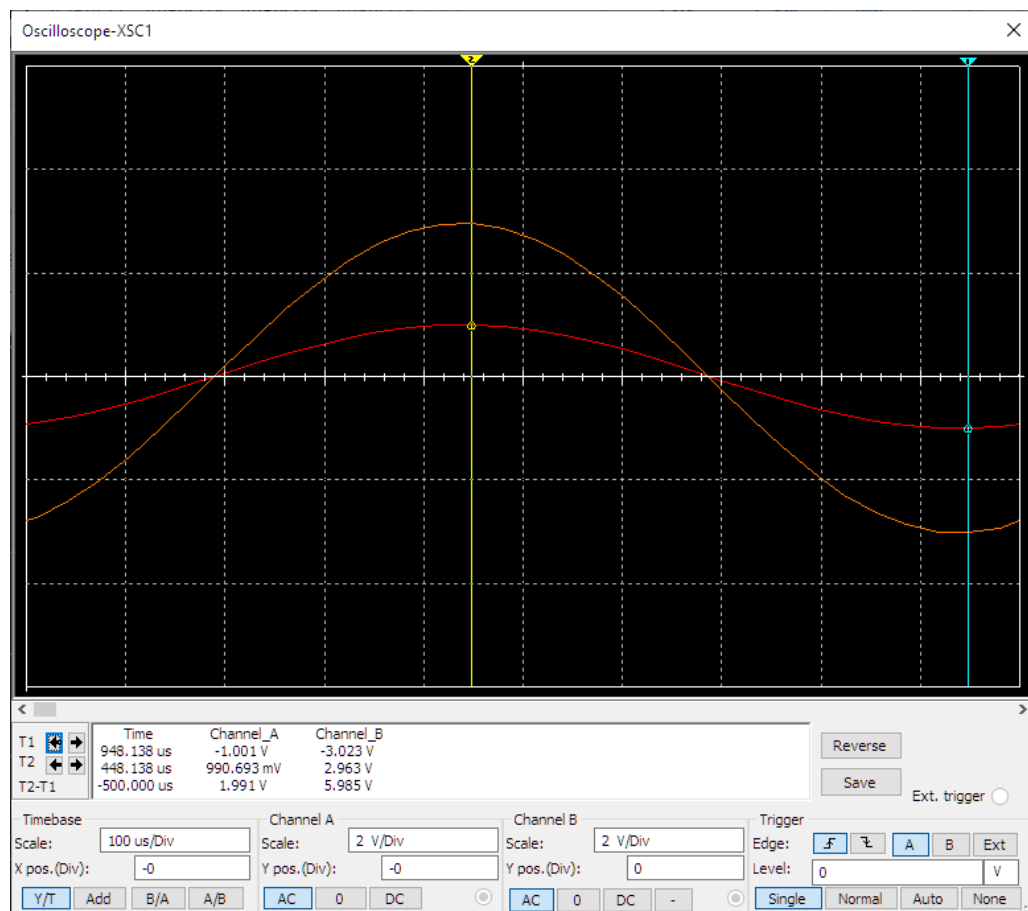 Oscilloscope-XSC1
2
1
Time Channel_A Channel_B
T1 948.138 us -1.001 V -3.023 V
T2 448.138 us 990.693 mV 2.963 V
T2-T1 -500.000 us 1.991 V 5.985 V
Reverse
Save
Ext. trigger
Timebase
Scale: 100 us/Div
X pos.(Div): -0
Y/T Add B/A A/B
Channel A
Scale: 2 V/Div
Y pos.(Div): -0
AC 0 DC
Channel B
Scale: 2 V/Div
Y pos.(Div): 0
AC 0 DC -
Trigger
Edge: A B Ext
Level: 0 V
Single Normal Auto None